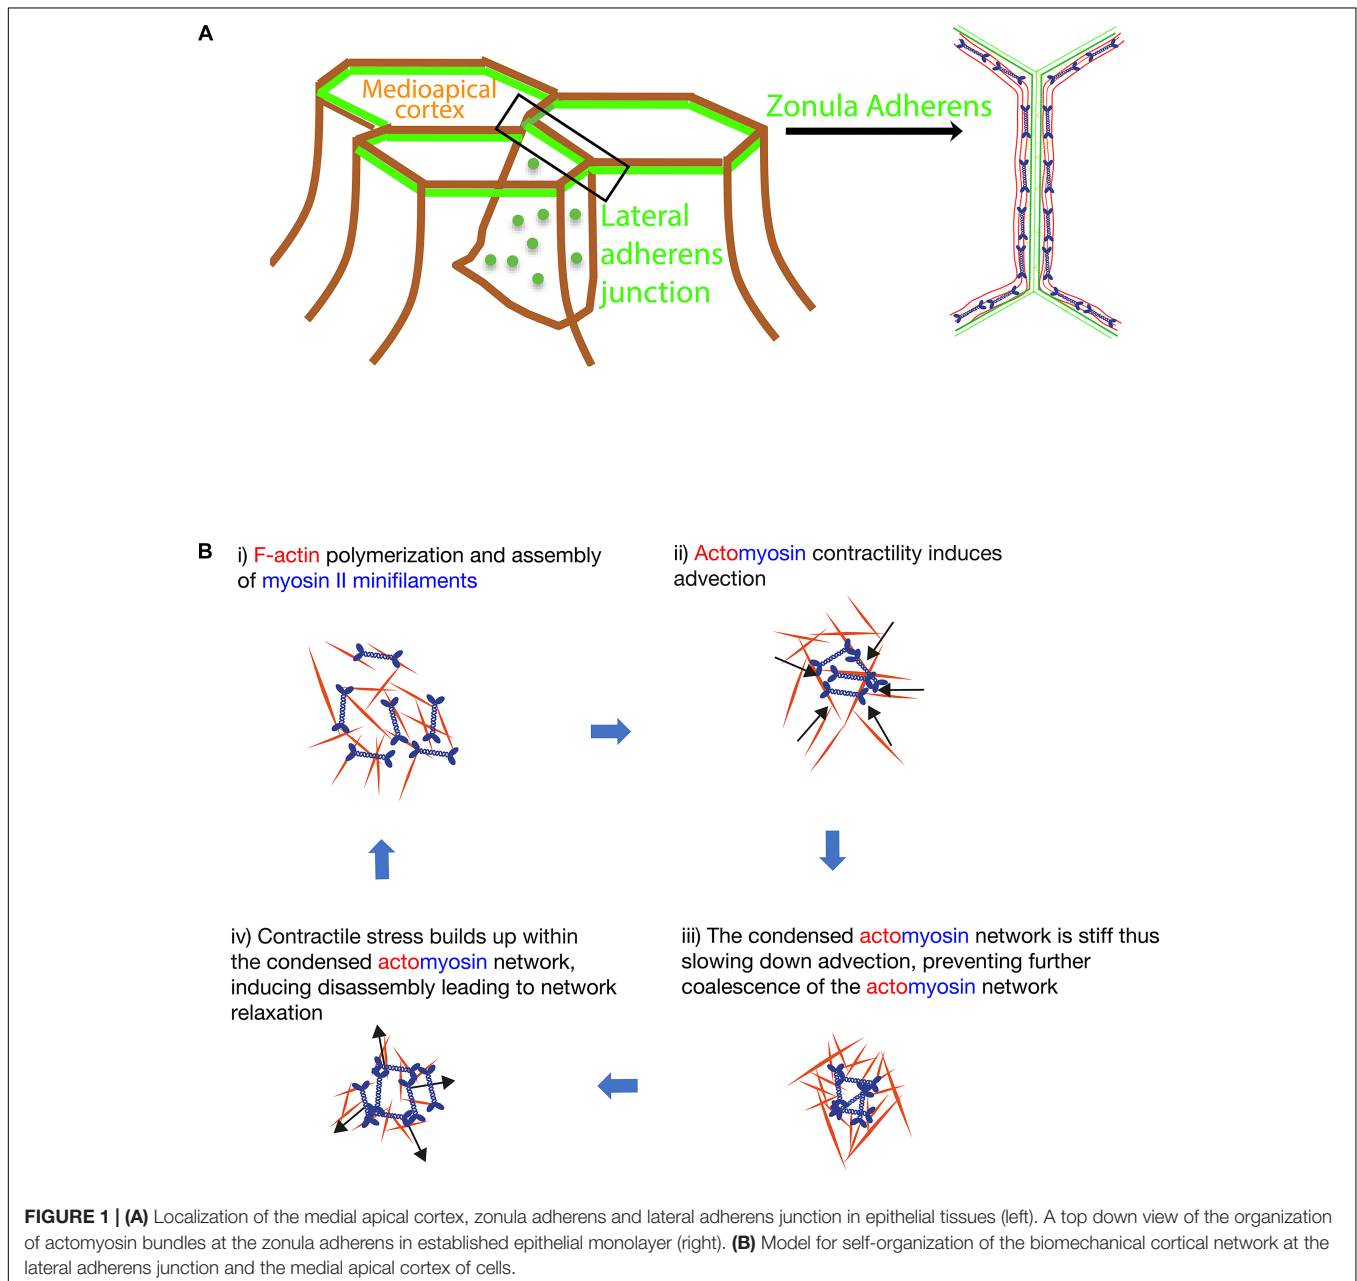 A
Medioapical
cortex
Zonula Adherens
Lateral
adherens
junction
B
i) F-actin polymerization and assembly
of myosin II minifilaments
ii) Actomyosin contractility induces
advection
iii) The condensed actomyosin network is stiff thus
slowing down advection, preventing further
coalescence of the actomyosin network
iv) Contractile stress builds up within
the condensed actomyosin network,
inducing disassembly leading to network
relaxation
FIGURE 1 | (A) Localization of the medial apical cortex, zonula adherens and lateral adherens junction in epithelial tissues (left). A top down view of the organization
of actomyosin bundles at the zonula adherens in established epithelial monolayer (right). (B) Model for self-organization of the biomechanical cortical network at the
lateral adherens junction and the medial apical cortex of cells.